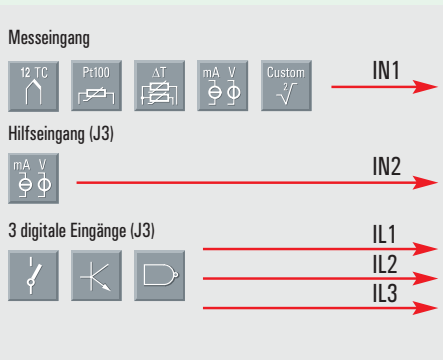 Messeingang
12 TC Pt100 ΔT mA V Custom IN1
Hilfseingang (J3)
mA V IN2
3 digitale Eingänge (J3)
IL1
IL2
IL3